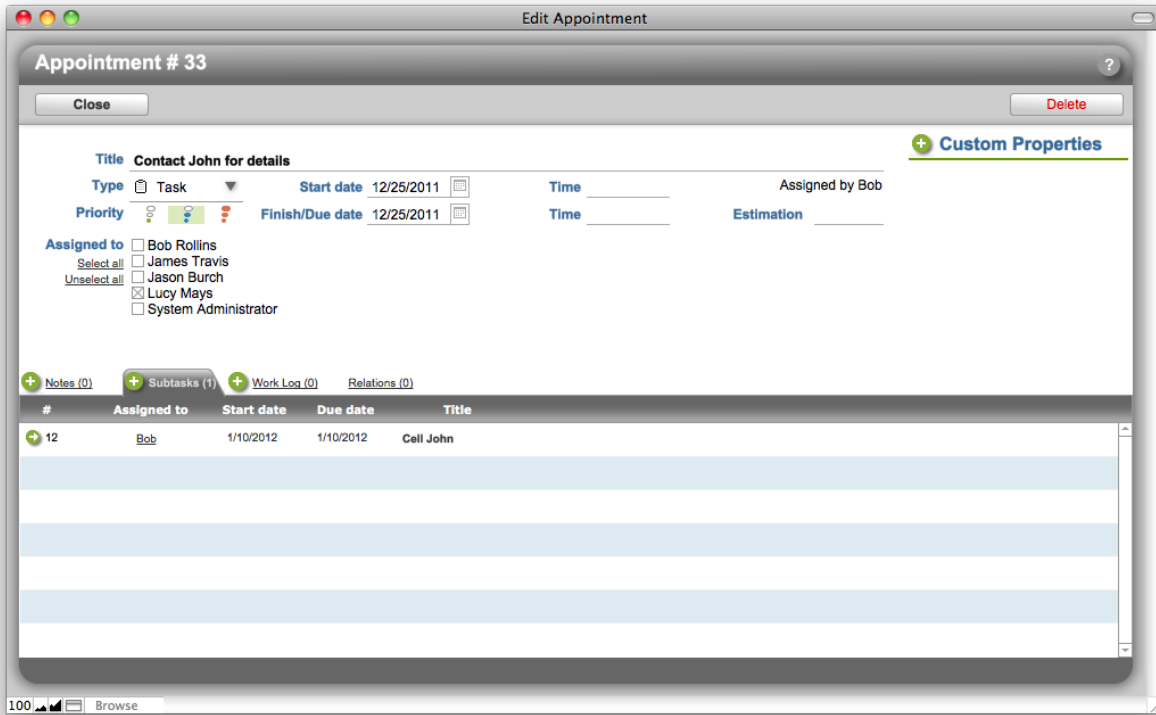 Edit Appointment
Appointment # 33
?
Close
Delete
Custom Properties
Title Contact John for details
Type Task Start date 12/25/2011 Time Assigned by Bob
Priority Finish/Due date 12/25/2011 Time Estimation
Assigned to Bob Rollins
Select all James Travis
Unselect all Jason Burch
Lucy Mays
System Administrator
Notes (0) Subtasks (1) Work Log (0) Relations (0)
# Assigned to Start date Due date Title
12 Bob 1/10/2012 1/10/2012 Cell John
100 Browse